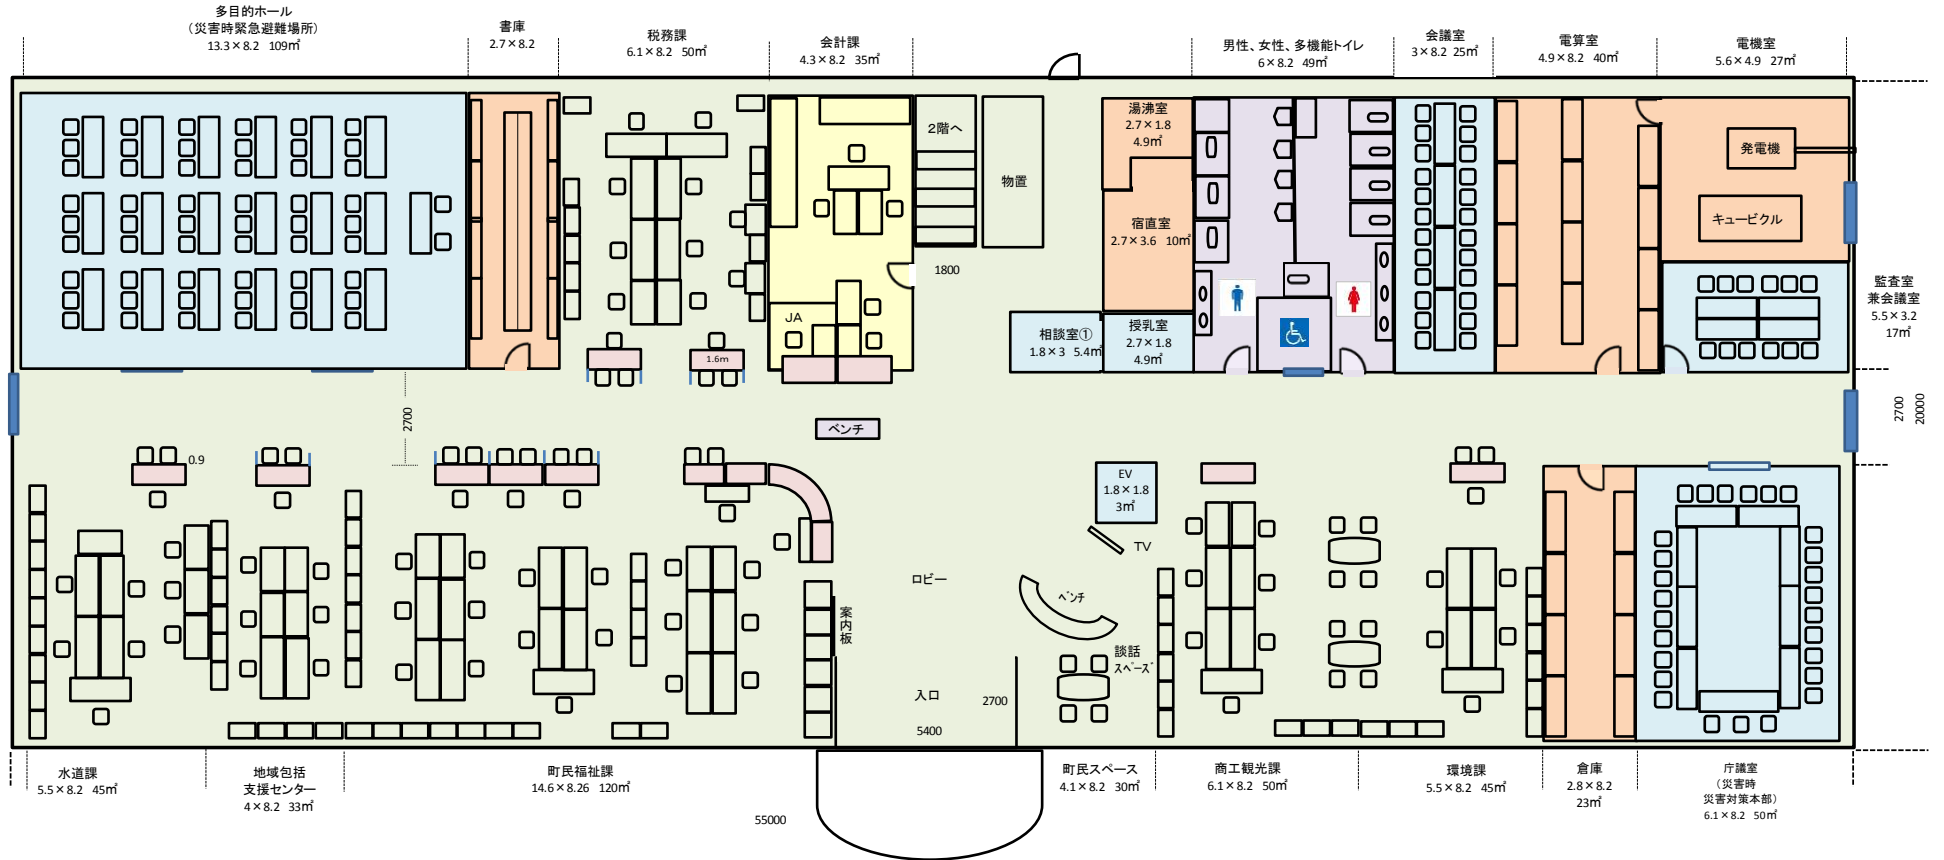 多目的ホール
（災害時緊急避難場所）
13.3×8.2 109㎡
書庫
2.7×8.2
税務課
6.1×8.2 50㎡
会計課
4.3×8.2 35㎡
男性、女性、多機能トイレ
6×8.2 49㎡
会議室
3×8.2 25㎡
電算室
4.9×8.2 40㎡
電機室
5.6×4.9 27㎡
2階へ
物置
湯沸室
2.7×1.8
4.9㎡
宿直室
2.7×3.6 10㎡
発電機
キュービクル
1800
JA
1.6m
相談室①
1.8×3 5.4㎡
授乳室
2.7×1.8
4.9㎡
監査室
兼会議室
5.5×3.2
17㎡
2700
ベンチ
2700
20000
0.9
EV
1.8×1.8
3㎡
TV
ロビー
ベンチ
案内板
談話
スペース
入口
2700
5400
水道課
5.5×8.2 45㎡
地域包括
支援センター
4×8.2 33㎡
町民福祉課
14.6×8.26 120㎡
町民スペース
4.1×8.2 30㎡
商工観光課
6.1×8.2 50㎡
環境課
5.5×8.2 45㎡
倉庫
2.8×8.2
23㎡
庁議室
（災害時
災害対策本部）
6.1×8.2 50㎡
55000